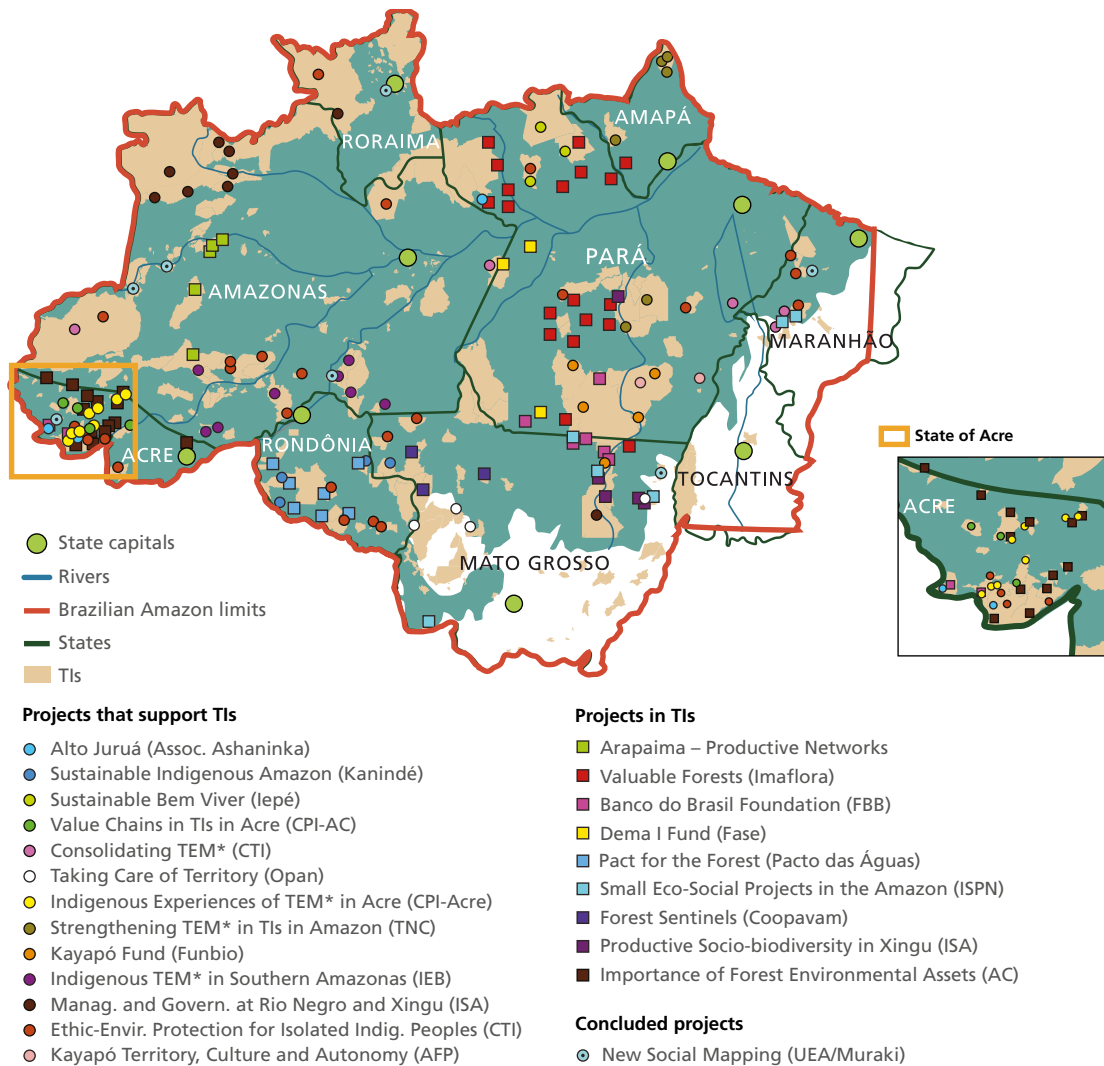 RORAIMA
AMAPÁ
AMAZONAS
PARÁ
MARANHÃO
ACRE
RONDÔNIA
TOCANTINS
MATO GROSSO
State of Acre
ACRE
State capitals
Rivers
Brazilian Amazon limits
States
TIs
Projects that support TIs
Alto Juruá (Assoc. Ashaninka)
Sustainable Indigenous Amazon (Kanindé)
Sustainable Bem Viver (Iepé)
Value Chains in TIs in Acre (CPI-AC)
Consolidating TEM* (CTI)
Taking Care of Territory (Opan)
Indigenous Experiences of TEM* in Acre (CPI-Acre)
Strengthening TEM* in TIs in Amazon (TNC)
Kayapó Fund (Funbio)
Indigenous TEM* in Southern Amazonas (IEB)
Manag. and Govern. at Rio Negro and Xingu (ISA)
Ethic-Envir. Protection for Isolated Indig. Peoples (CTI)
Kayapó Territory, Culture and Autonomy (AFP)
Projects in TIs
Arapaima – Productive Networks
Valuable Forests (Imaflora)
Banco do Brasil Foundation (FBB)
Dema I Fund (Fase)
Pact for the Forest (Pacto das Águas)
Small Eco-Social Projects in the Amazon (ISPN)
Forest Sentinels (Coopavam)
Productive Socio-biodiversity in Xingu (ISA)
Importance of Forest Environmental Assets (AC)
Concluded projects
New Social Mapping (UEA/Muraki)